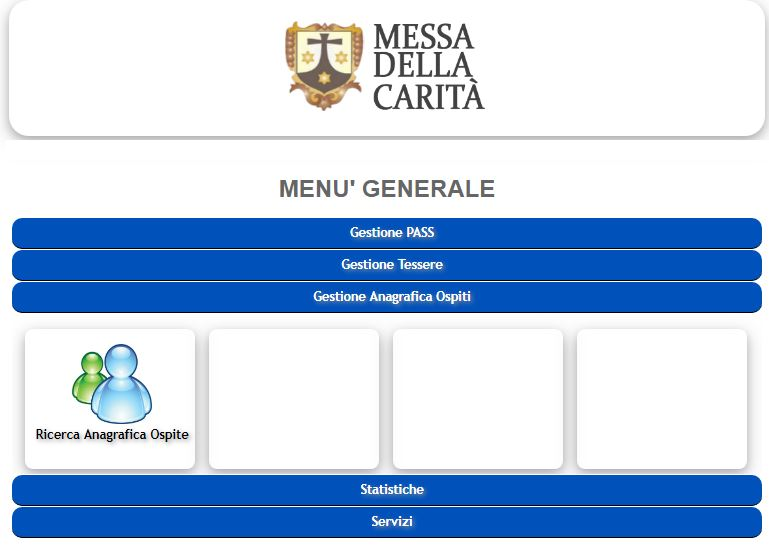 MESSA
DELLA
CARITÀ
MENU' GENERALE
Gestione PASS
Gestione Tessere
Gestione Anagrafica Ospiti
Ricerca Anagrafica Ospite
Statistiche
Servizi